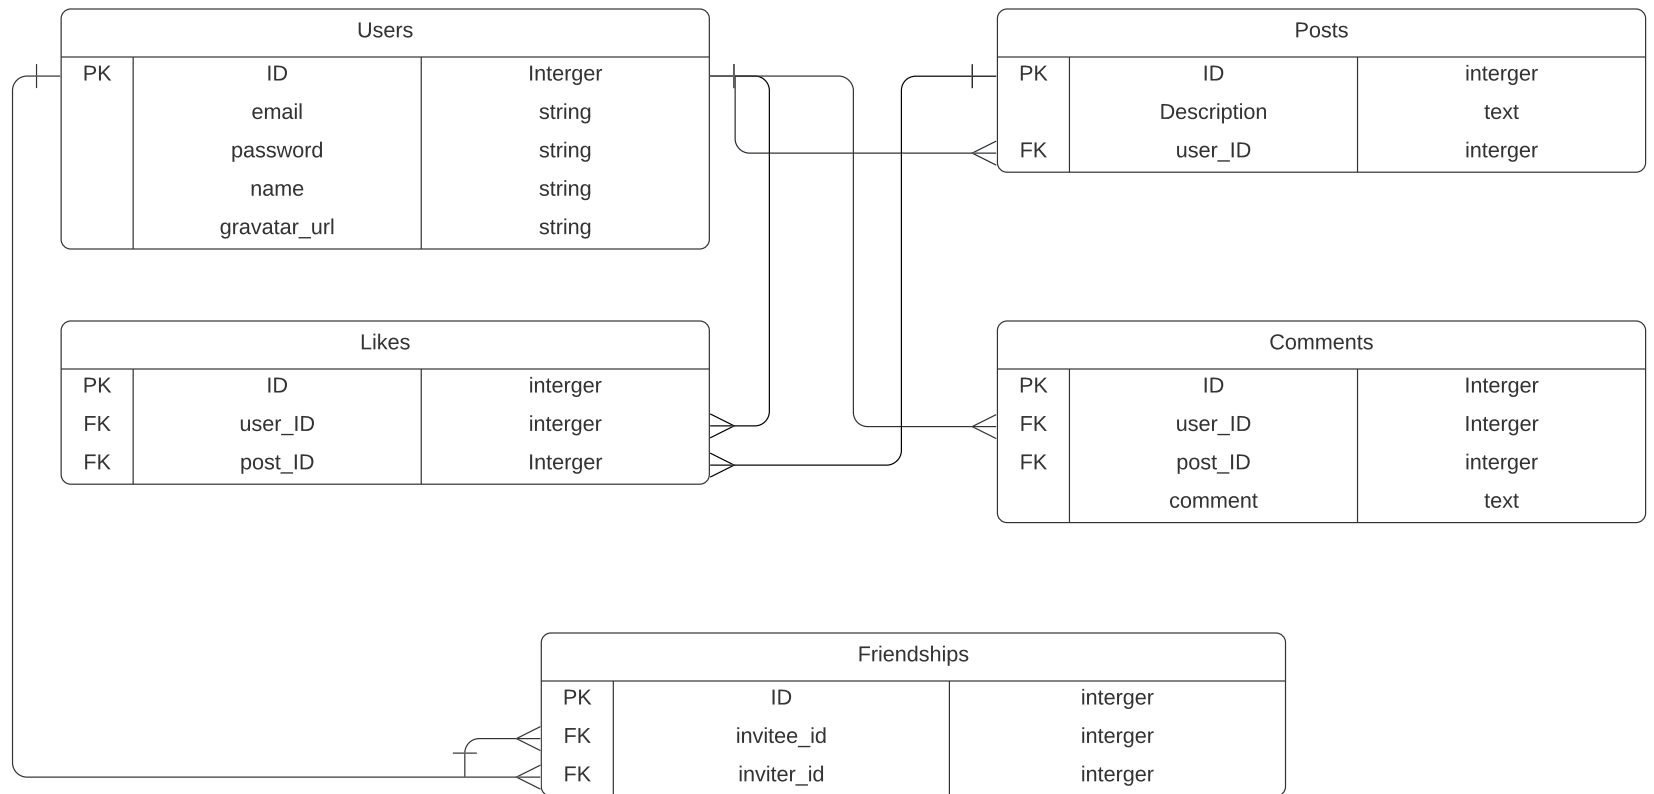 Users
PK ID Interger
email string
password string
name string
gravatar_url string
Posts
PK ID interger
Description text
FK user_ID interger
Likes
PK ID interger
FK user_ID interger
FK post_ID Interger
Comments
PK ID Interger
FK user_ID Interger
FK post_ID interger
comment text
Friendships
PK ID interger
FK invitee_id interger
FK inviter_id interger